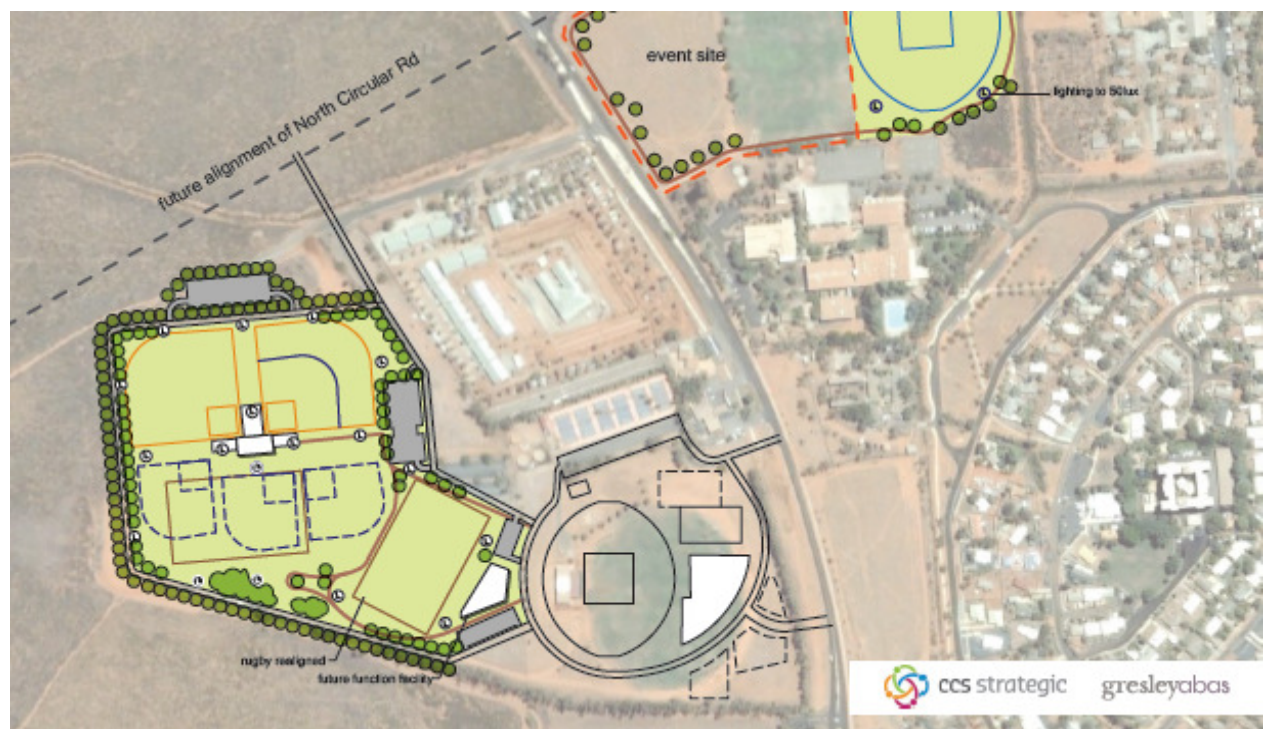 event site
lighting to 50lux
future alignment of North Circular Rd
rugby realigned
future function facility
ccs strategic
gresleyabas